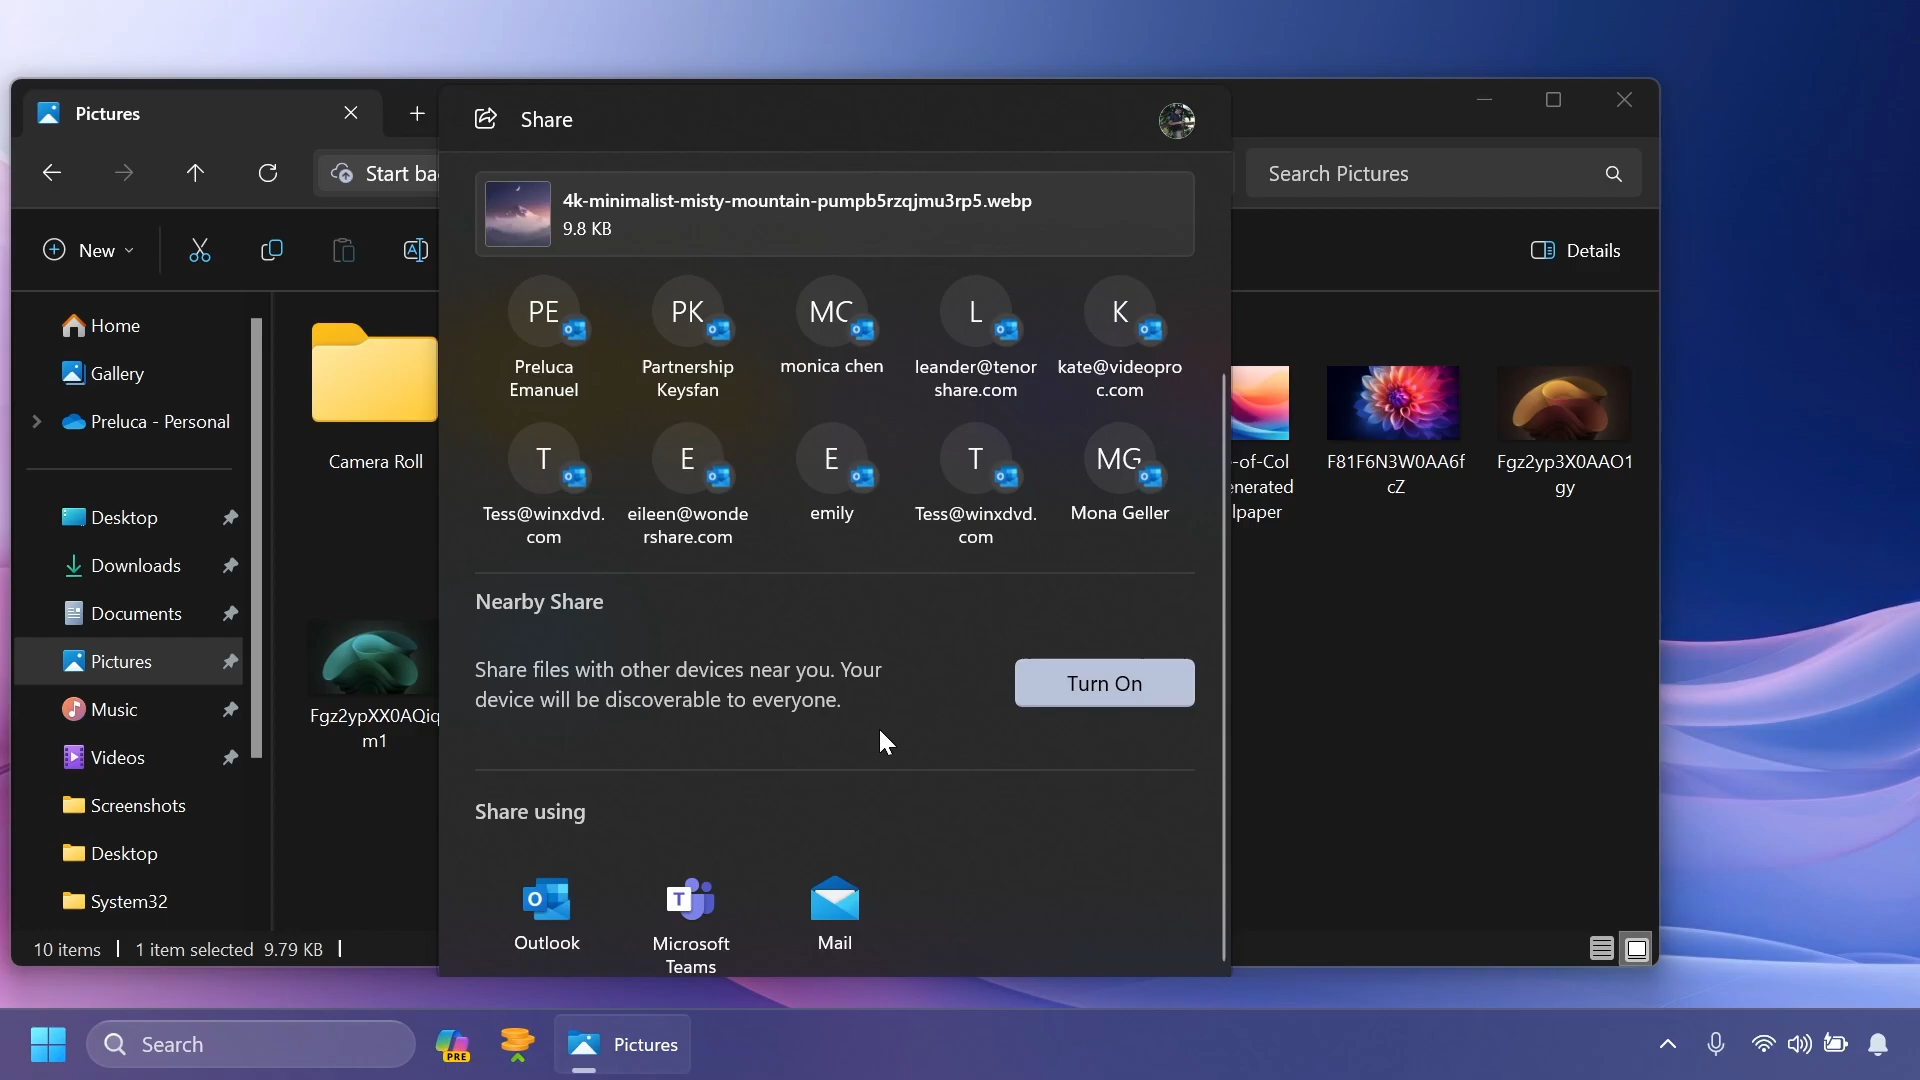 Pictures
Share
Start ba
Search Pictures
4k-minimalist-misty-mountain-pumpb5rzqjmu3rp5.webp
9.8 KB
New
Details
Home
Gallery
Preluca - Personal
Desktop
Downloads
Documents
Pictures
Music
Videos
Screenshots
Desktop
System32
Camera Roll
Fgz2ypXX0AQiq
m1
PE
Preluca
Emanuel
PK
Partnership
Keysfan
MC
monica chen
L
leander@tenor
share.com
K
kate@videopro
c.com
T
Tess@winxdvd.
com
E
eileen@wonde
rshare.com
E
emily
T
Tess@winxdvd.
com
MG
Mona Geller
Nearby Share
Share files with other devices near you. Your
device will be discoverable to everyone.
Turn On
Share using
O
Outlook
T
Microsoft
Teams
Mail
-of-Col
enerated
lpaper
F81F6N3W0AA6f
cZ
Fgz2yp3X0AAO1
gy
10 items
1 item selected 9.79 KB
Search
PRE
Pictures